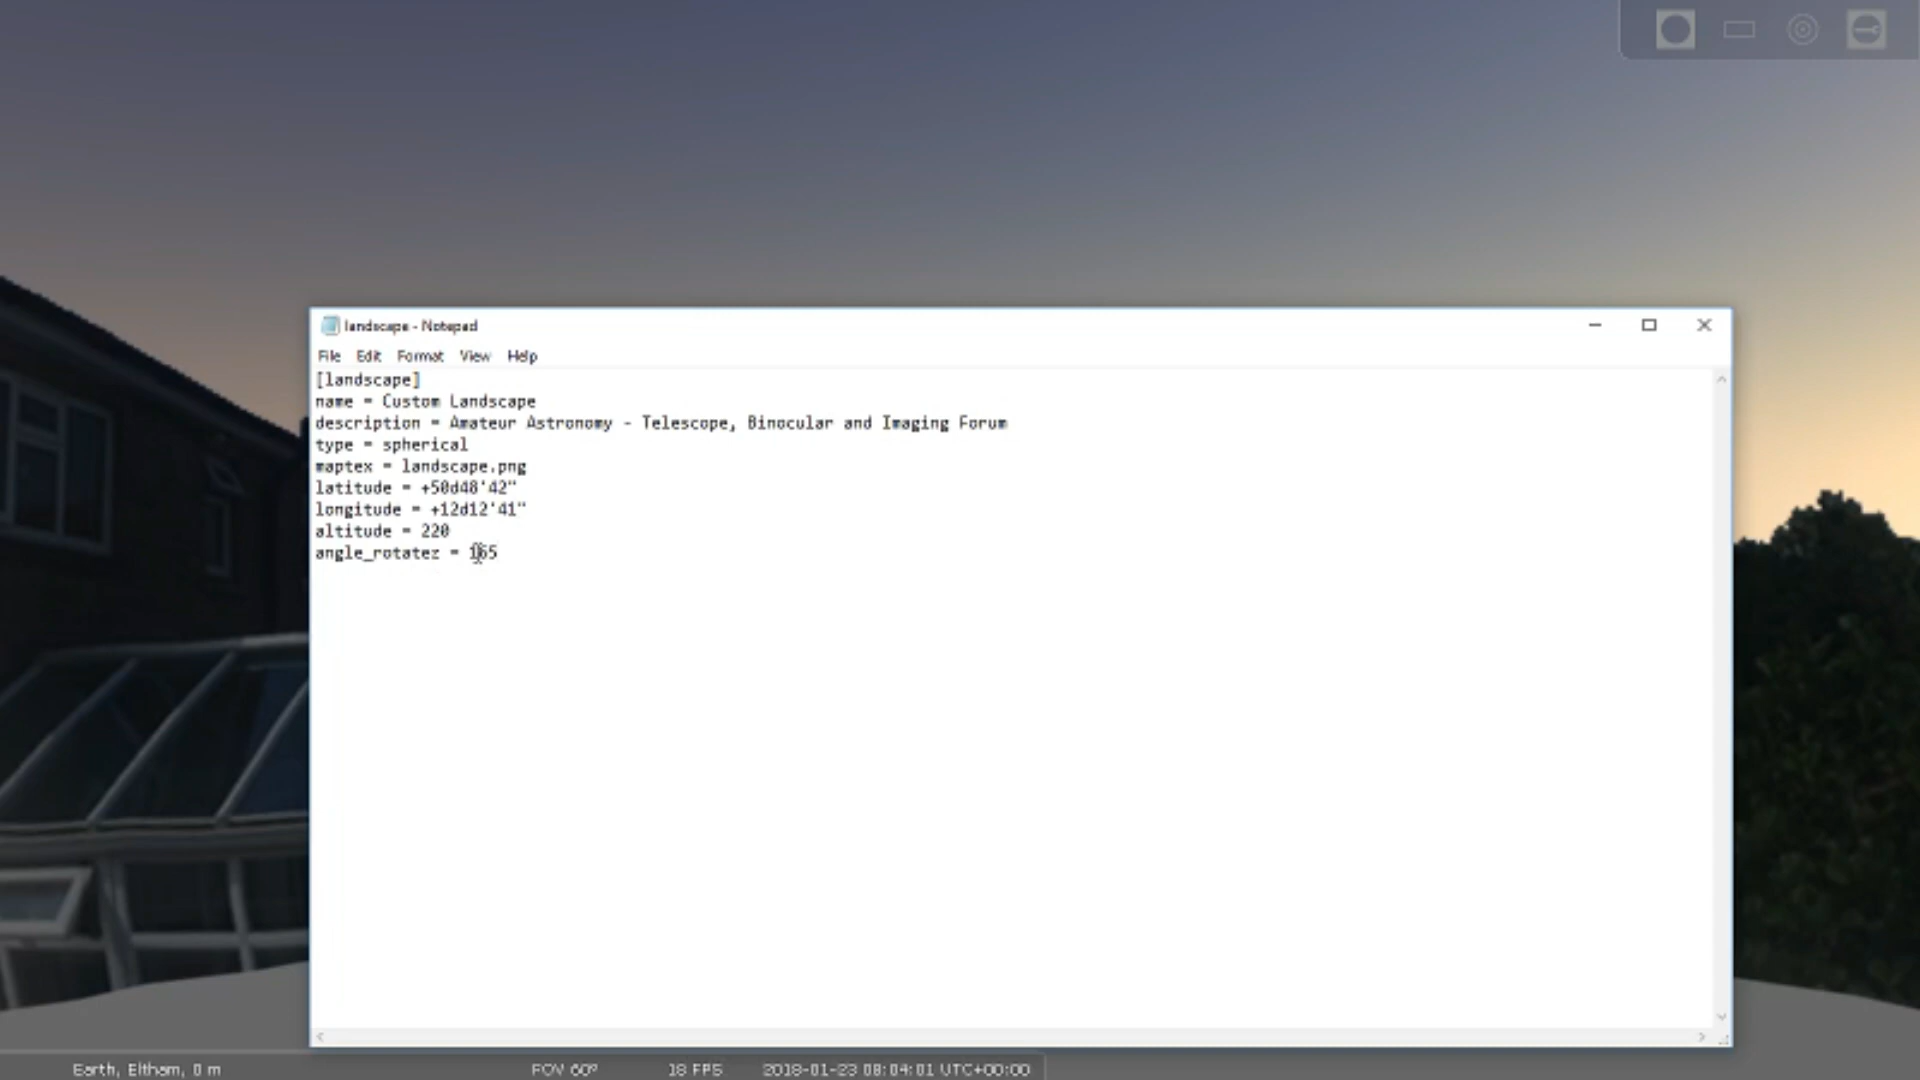 landscape - Notepad
File Edit Format View Help
[landscape]
name = Custom Landscape
description = Amateur Astronomy - Telescope, Binocular and Imaging Forum
type = spherical
maptex = landscape.png
latitude = +50d48'42"
longitude = +12d12'41"
altitude = 220
angle_rotatez = 165
Earth, Eltham, 0 m FOV 60° 18 FPS 2018-01-23 08:04:01 UTC+00:00